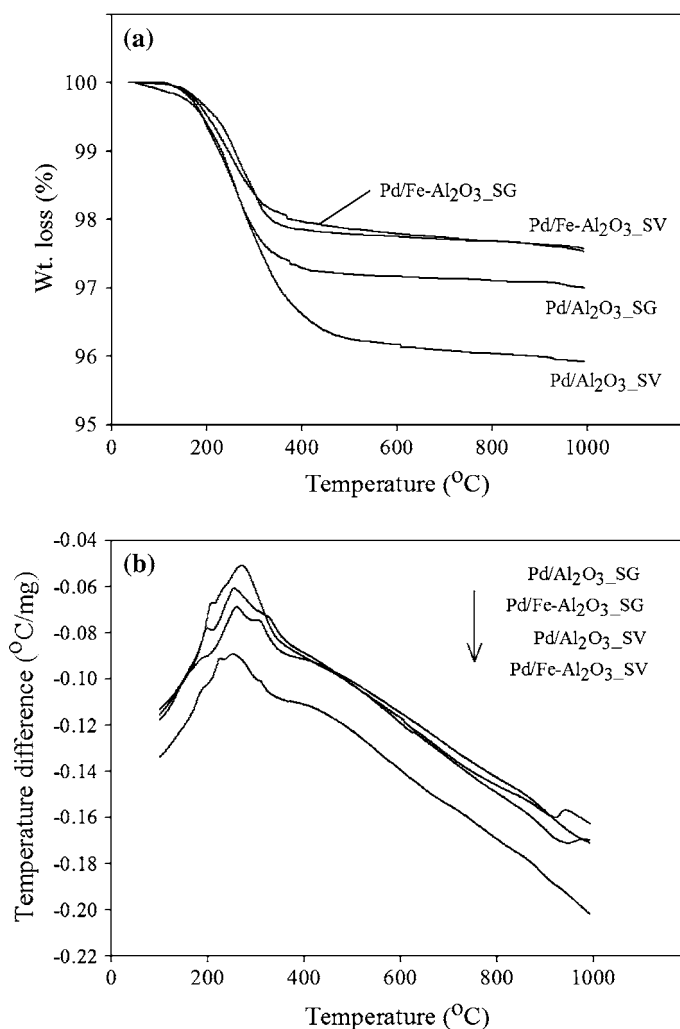 (a)
100
99
98
97
96
95
Wt. loss (%)
Pd/Fe-Al₂O₃_SG
Pd/Fe-Al₂O₃_SV
Pd/Al₂O₃_SG
Pd/Al₂O₃_SV
0 200 400 600 800 1000
Temperature (°C)
(b)
-0.04
-0.06
-0.08
-0.10
-0.12
-0.14
-0.16
-0.18
-0.20
-0.22
Temperature difference (°C/mg)
Pd/Al₂O₃_SG
Pd/Fe-Al₂O₃_SG
Pd/Al₂O₃_SV
Pd/Fe-Al₂O₃_SV
0 200 400 600 800 1000
Temperature (°C)